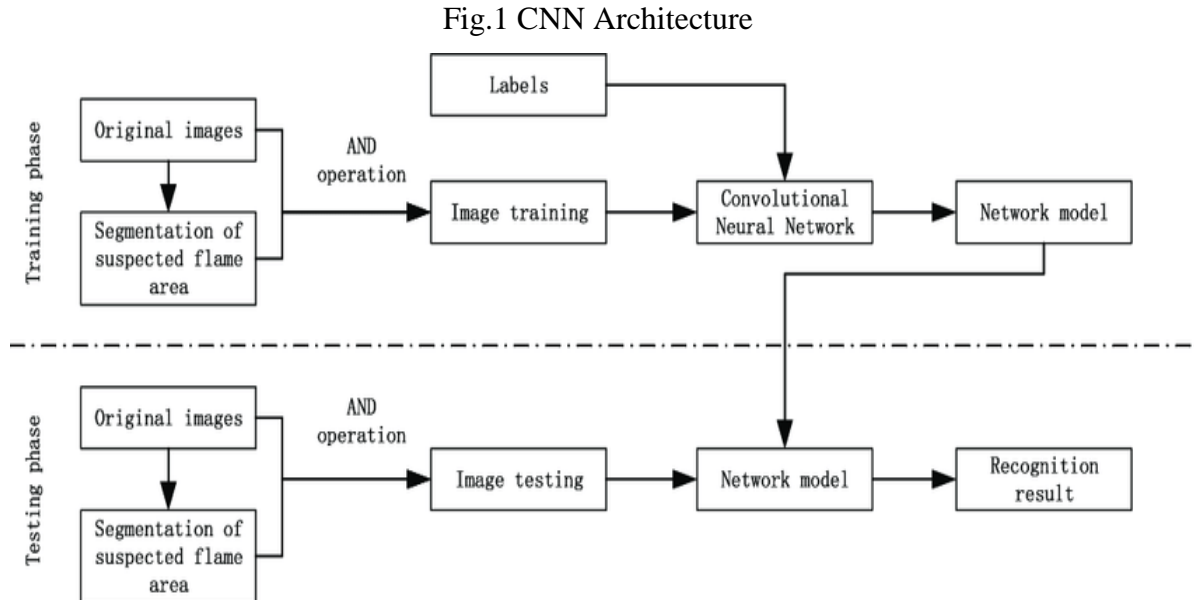 Fig.1 CNN Architecture
Training phase
Labels
Original images
AND
operation
Segmentation of
suspected flame
area
Image training
Convolutional
Neural Network
Network model
Testing phase
Original images
AND
operation
Segmentation of
suspected flame
area
Image testing
Network model
Recognition
result